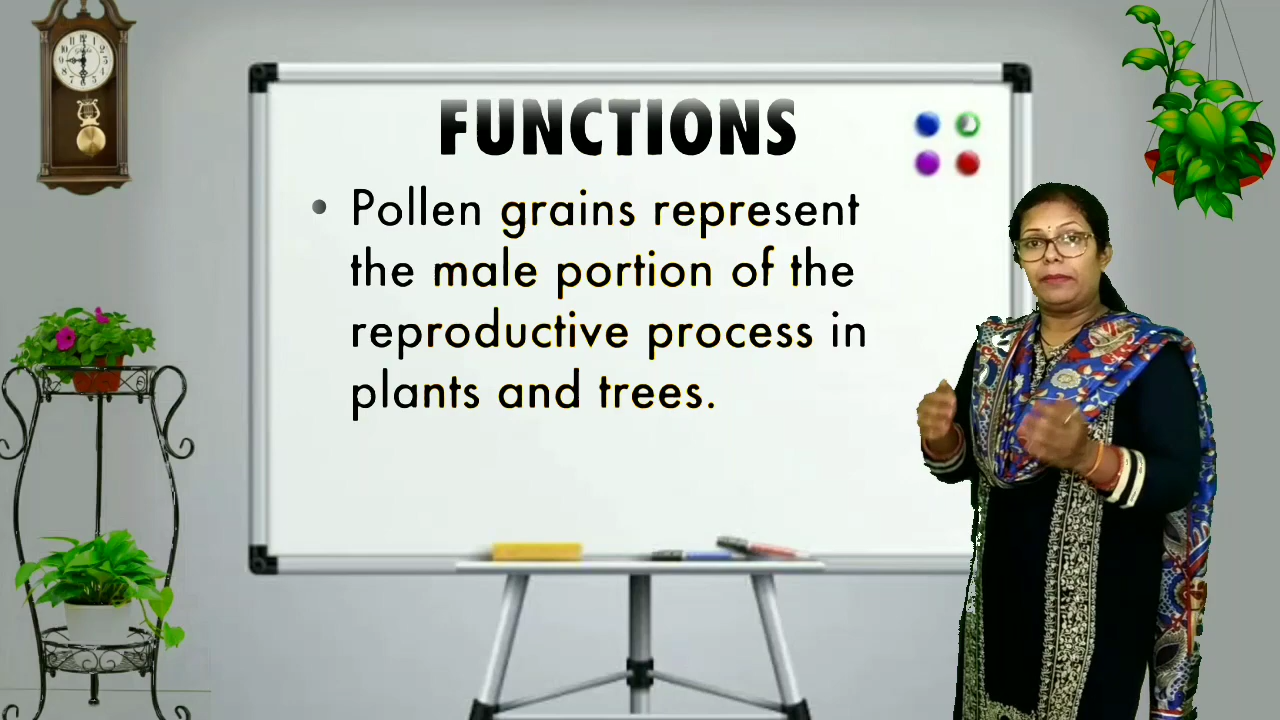 FUNCTIONS
• Pollen grains represent
the male portion of the
reproductive process in
plants and trees.